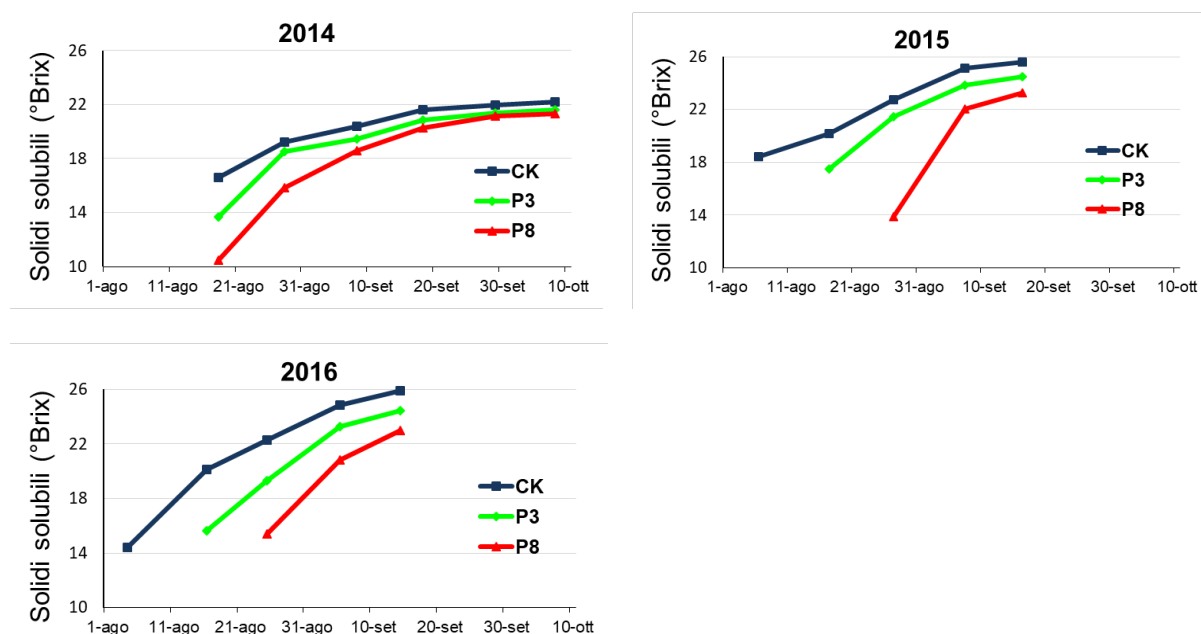 2014
Solidi solubili (°Brix)
26
22
18
14
10
CK
P3
P8
1-ago 11-ago 21-ago 31-ago 10-set 20-set 30-set 10-ott
2015
Solidi solubili (°Brix)
26
22
18
14
10
CK
P3
P8
1-ago 11-ago 21-ago 31-ago 10-set 20-set 30-set 10-ott
2016
Solidi solubili (°Brix)
26
22
18
14
10
CK
P3
P8
1-ago 11-ago 21-ago 31-ago 10-set 20-set 30-set 10-ott